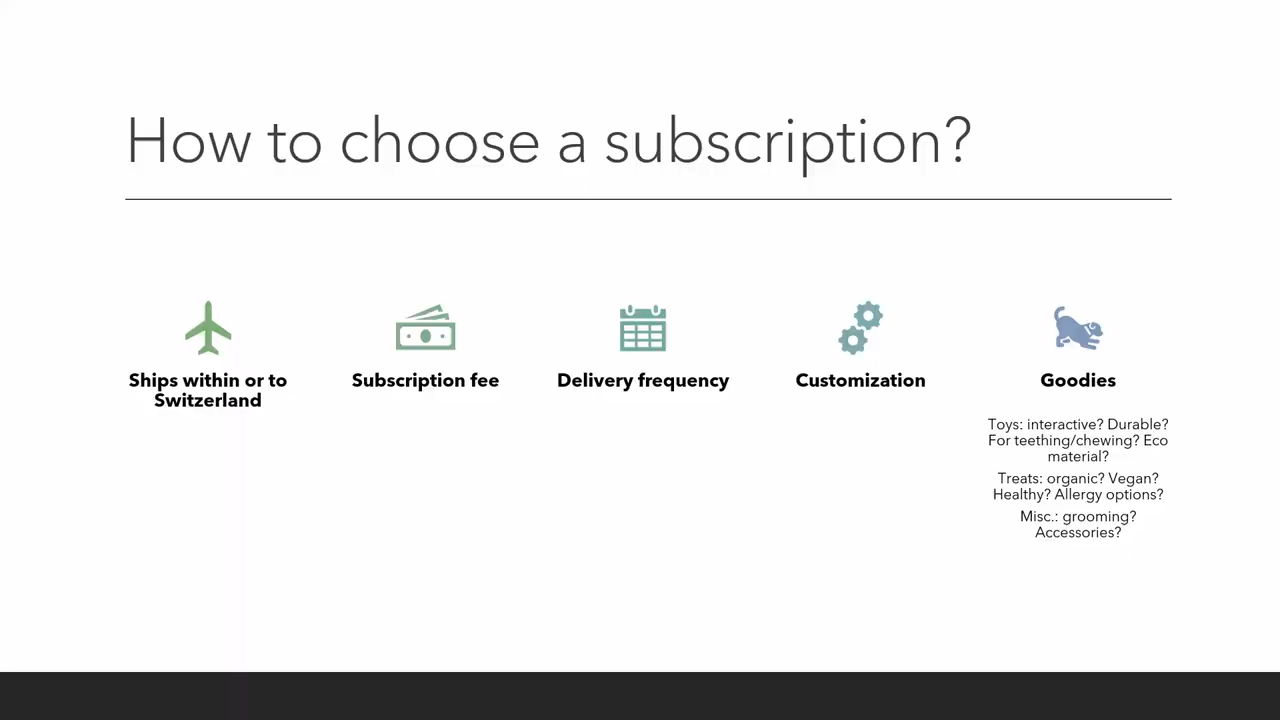 How to choose a subscription?
Ships within or to
Switzerland
Subscription fee
Delivery frequency
Customization
Goodies
Toys: interactive? Durable?
For teething/chewing? Eco
material?
Treats: organic? Vegan?
Healthy? Allergy options?
Misc.: grooming?
Accessories?